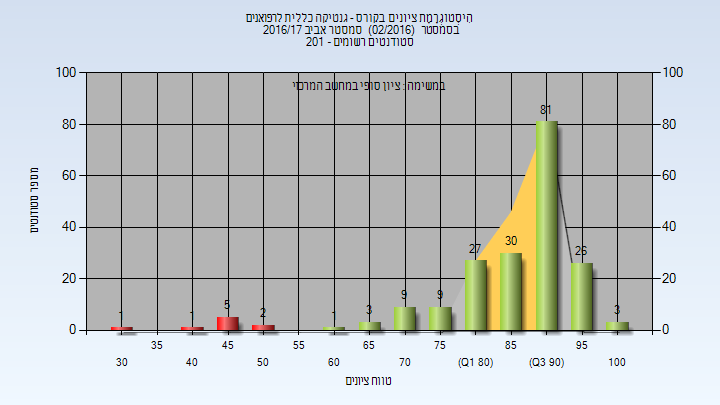 היסטוגרמת ציונים בקורס - גנטיקה כללית לרפואנים
בסמסטר (02/2016) סמסטר אביב 2016/17
סטודנטים רשומים - 201
במשימה : ציון סופי במחשב המרכזי
מספר סטודנטים
100 100
80 80
60 60
40 40
20 20
0 0
1 1 5 2 1 3 9 9 27 30 81 26 3
35 45 55 65 75 85 95
30 40 50 60 70 (Q1 80) (Q3 90) 100
טווח ציונים